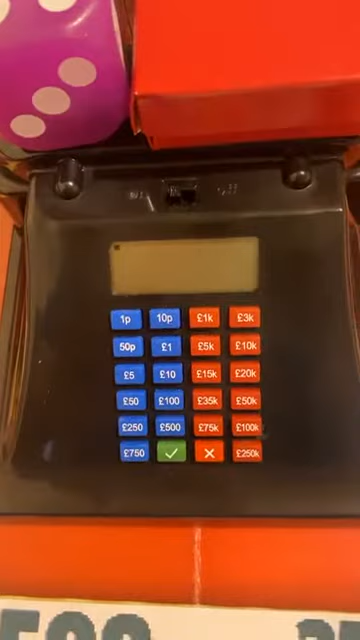 1p 10p £1k £3k
50p £1 £5k £10k
£5 £10 £15k £20k
£50 £100 £35k £50k
£250 £500 £75k £100k
£750 ✓ ✕ £250k